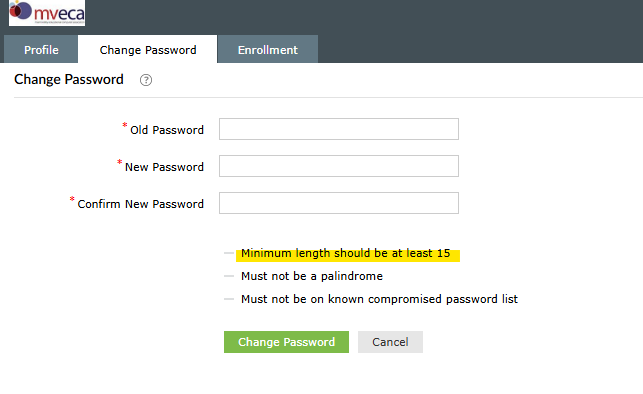 mveca
Profile
Change Password
Enrollment
Change Password ?
* Old Password
* New Password
* Confirm New Password
Minimum length should be at least 15
Must not be a palindrome
Must not be on known compromised password list
Change Password
Cancel